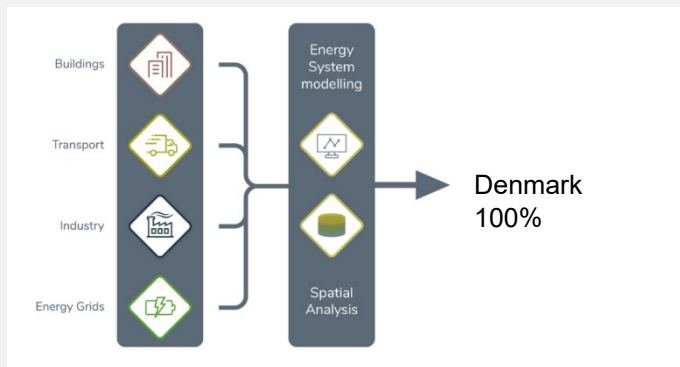 Buildings
Transport
Industry
Energy Grids
Energy
System
modelling
Spatial
Analysis
Denmark
100%